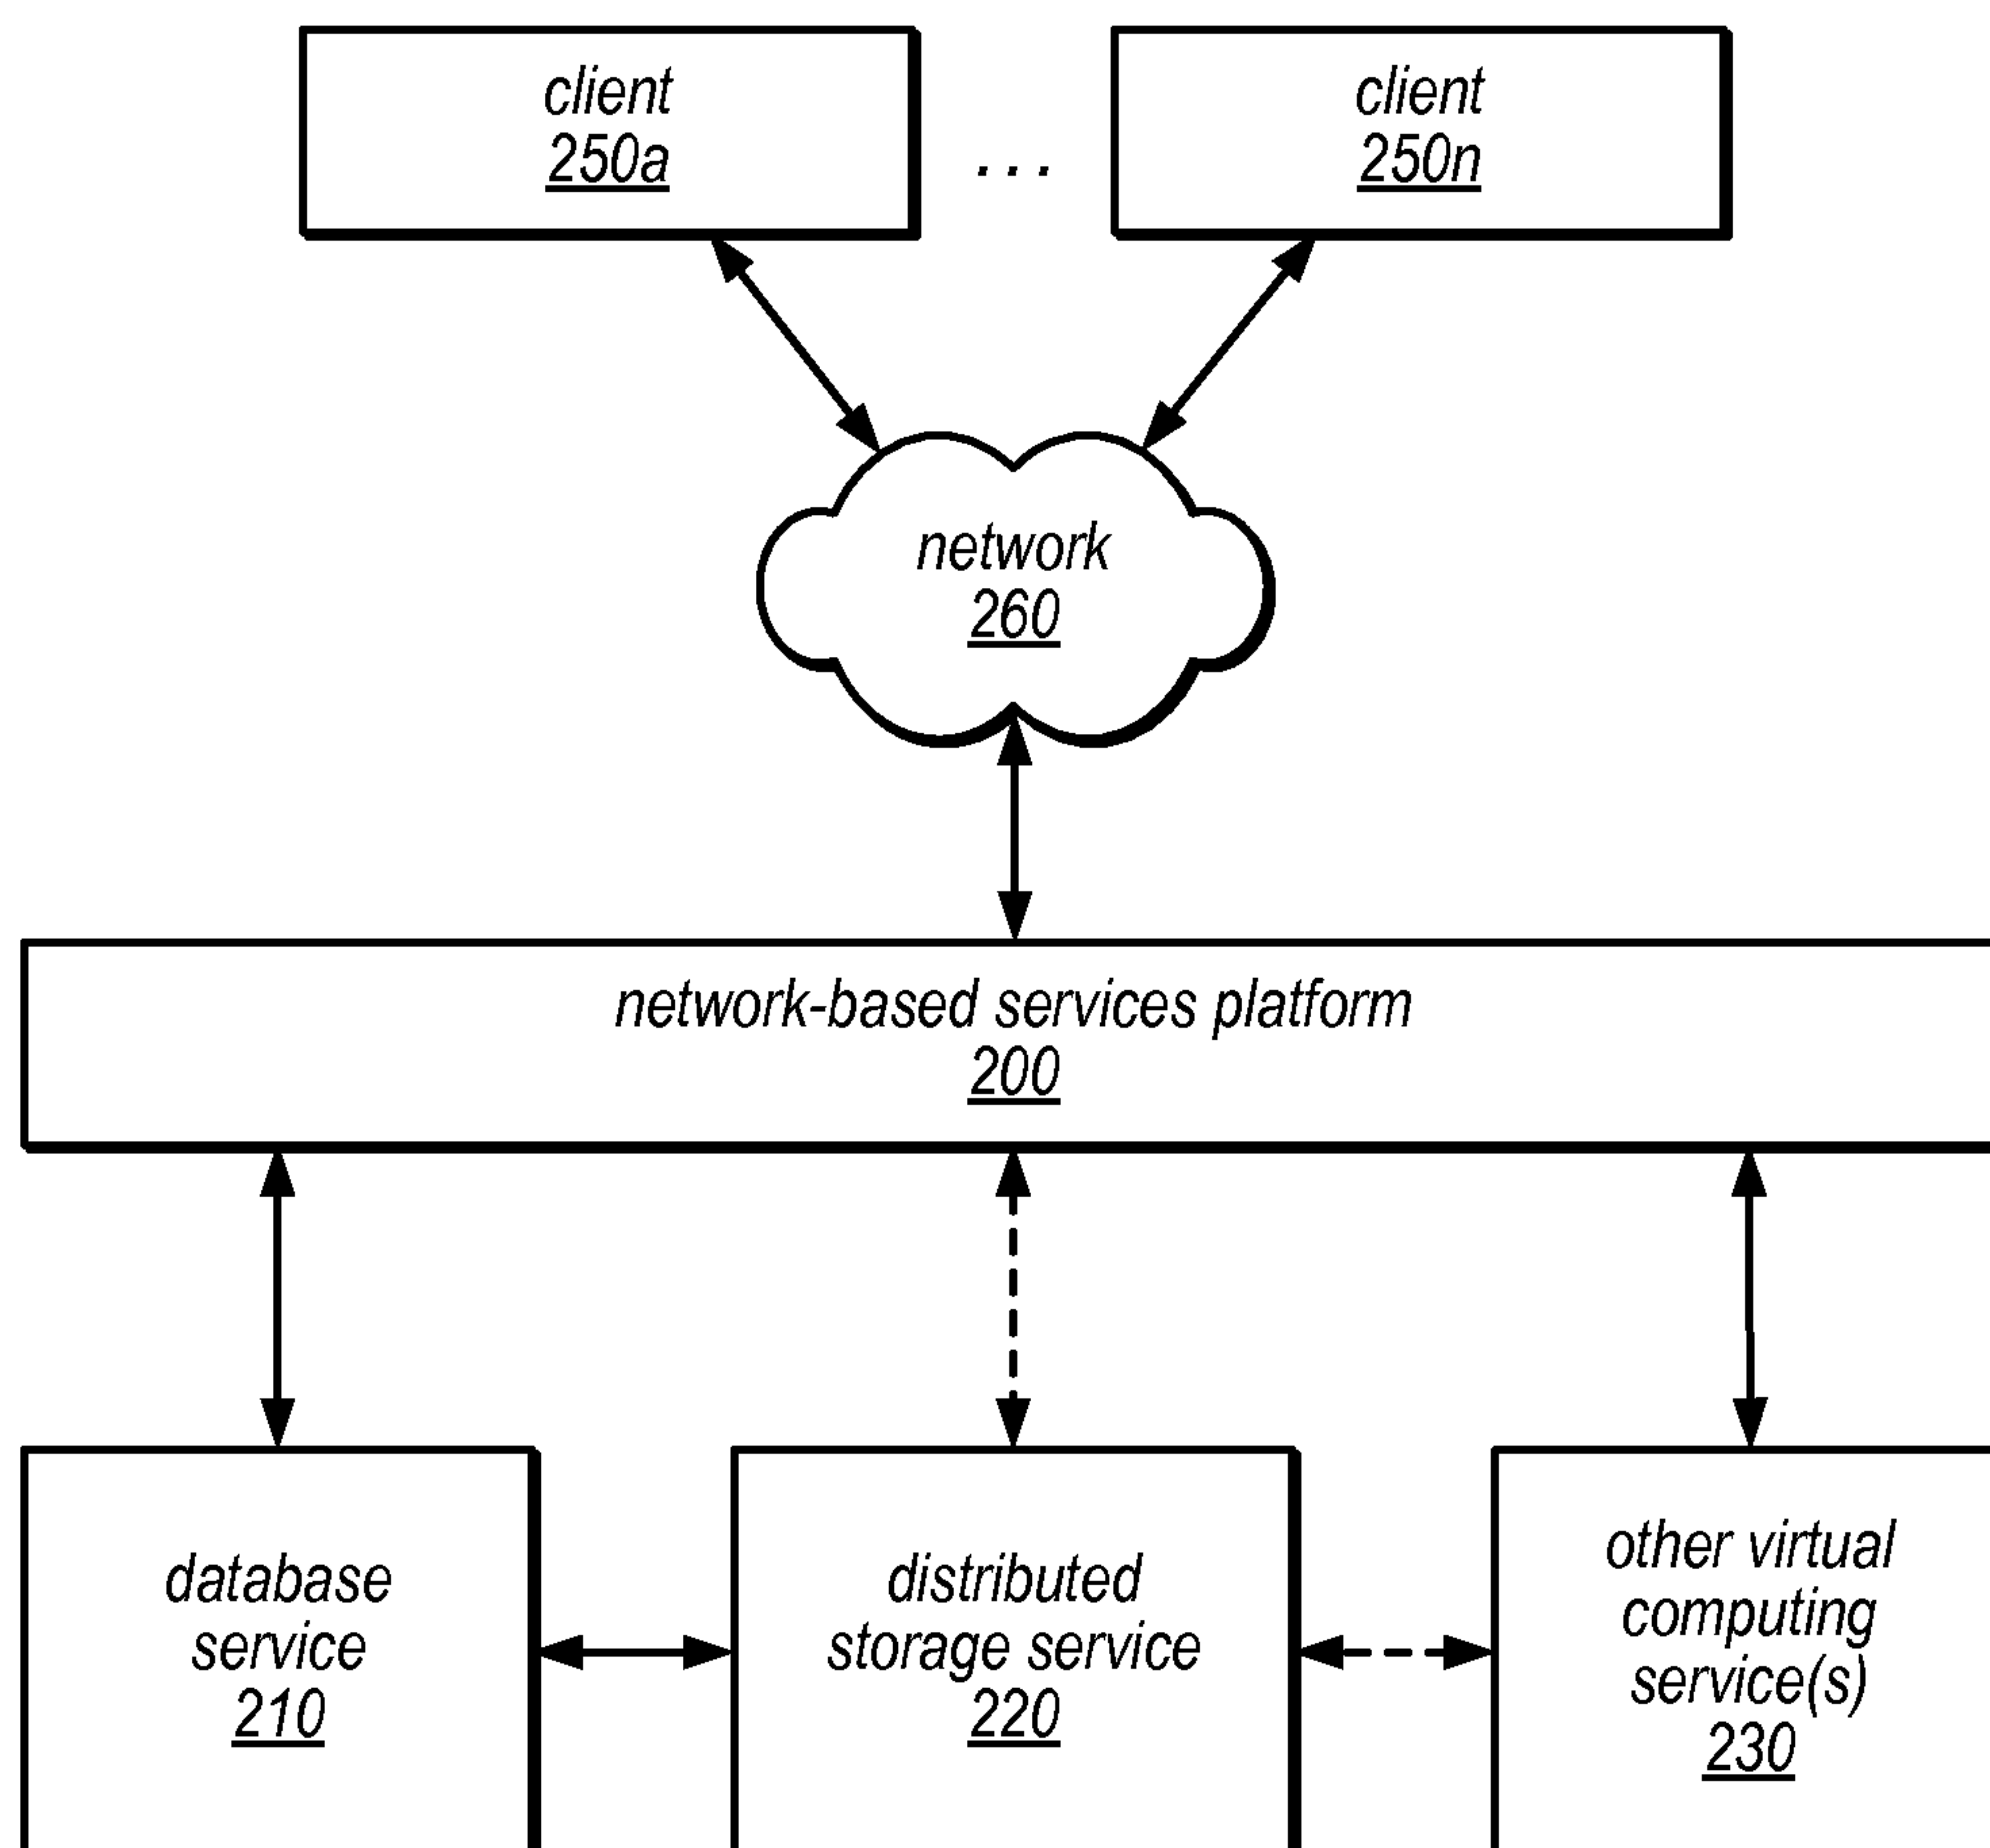 client
250a
. . .
client
250n
network
260
network-based services platform
200
database
service
210
distributed
storage service
220
other virtual
computing
service(s)
230